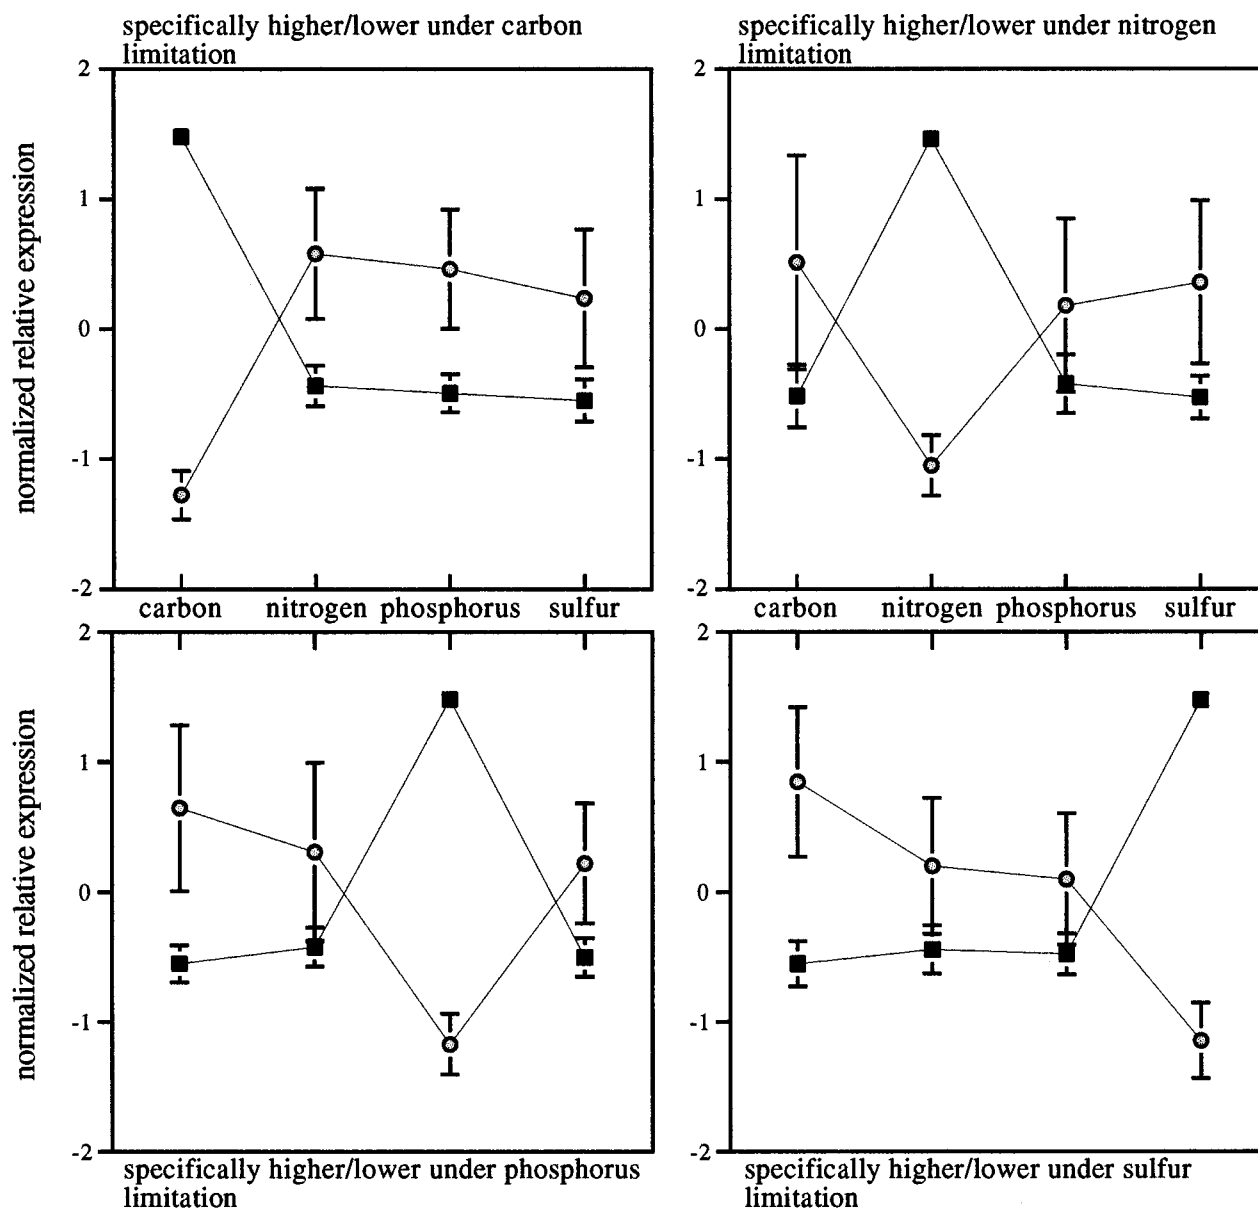 specifically higher/lower under carbon
limitation
specifically higher/lower under nitrogen
limitation
normalized relative expression
2
1
0
-1
-2
carbon nitrogen phosphorus sulfur
2
1
0
-1
-2
carbon nitrogen phosphorus sulfur
normalized relative expression
2
1
0
-1
-2
2
1
0
-1
-2
specifically higher/lower under phosphorus
limitation
specifically higher/lower under sulfur
limitation